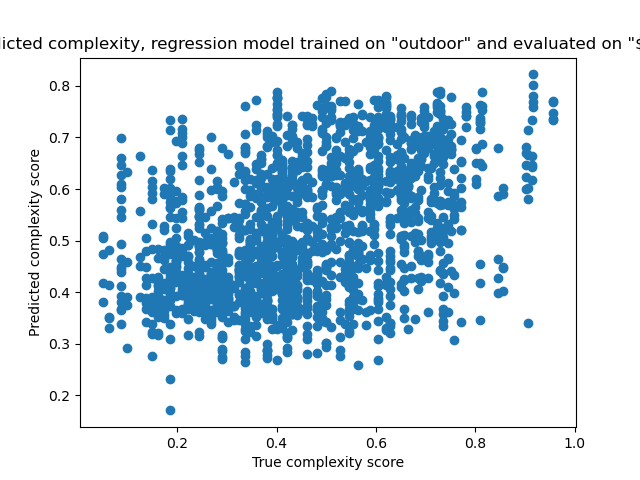 complexity, regression model trained on "outdoor" and evaluated on
0.8
0.7
0.6
0.5
0.4
0.3
0.2
Predicted complexity score
0.2 0.4 0.6 0.8 1.0
True complexity score